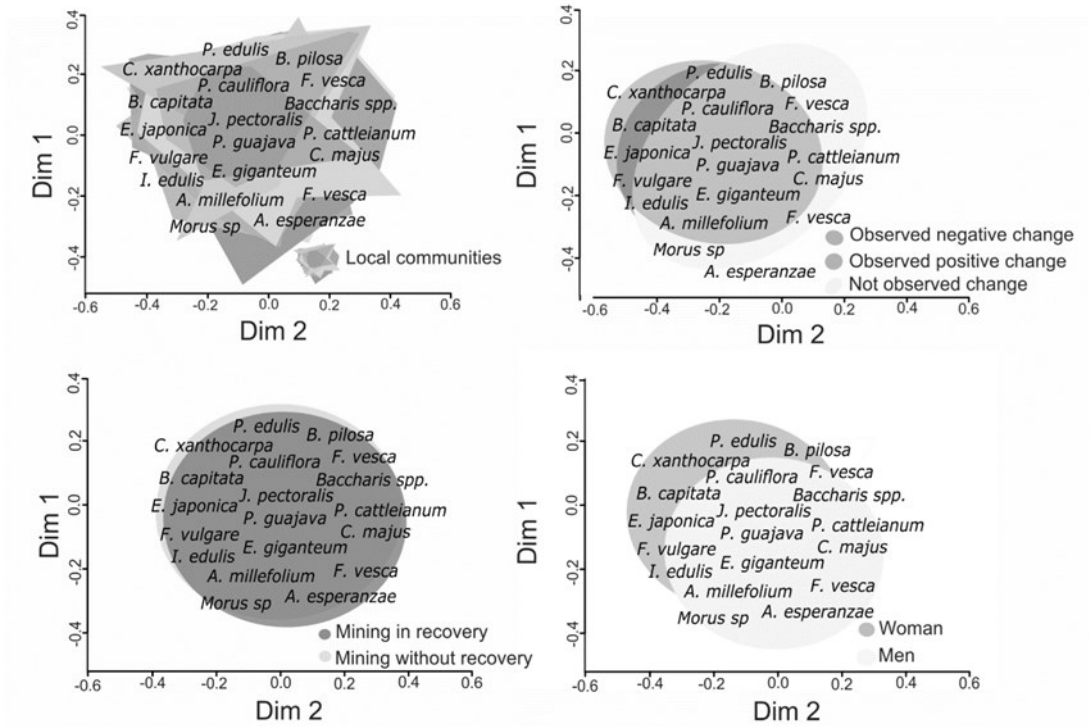 0.4
0.2
0.0
-0.2
-0.4
Dim 1
P. edulis
B. pilosa
C. xanthocarpa
P. cauliflora
F. vesca
B. capitata
Baccharis spp.
J. pectoralis
E. japonica
P. guajava
P. cattleianum
F. vulgare
C. majus
I. edulis
E. giganteum
A. millefolium
F. vesca
Morus sp
A. esperanzae
Local communities
-0.6
-0.4
-0.2
0.0
0.2
0.4
0.6
Dim 2
0.4
0.2
0.0
-0.2
-0.4
Dim 1
P. edulis
B. pilosa
C. xanthocarpa
P. cauliflora
F. vesca
B. capitata
Baccharis spp.
J. pectoralis
E. japonica
P. guajava
P. cattleianum
F. vulgare
C. majus
I. edulis
E. giganteum
A. millefolium
F. vesca
Morus sp
A. esperanzae
Observed negative change
Observed positive change
Not observed change
-0.6
-0.4
-0.2
0.0
0.2
0.4
0.6
Dim 2
0.4
0.2
0.0
-0.2
-0.4
Dim 1
P. edulis
B. pilosa
C. xanthocarpa
P. cauliflora
F. vesca
B. capitata
Baccharis spp.
J. pectoralis
E. japonica
P. guajava
P. cattleianum
F. vulgare
C. majus
I. edulis
E. giganteum
A. millefolium
F. vesca
Morus sp
A. esperanzae
Mining in recovery
Mining without recovery
-0.6
-0.4
-0.2
0.0
0.2
0.4
0.6
Dim 2
0.4
0.2
0.0
-0.2
-0.4
Dim 1
P. edulis
B. pilosa
C. xanthocarpa
P. cauliflora
F. vesca
B. capitata
Baccharis spp.
J. pectoralis
E. japonica
P. guajava
P. cattleianum
F. vulgare
C. majus
I. edulis
E. giganteum
A. millefolium
F. vesca
Morus sp
A. esperanzae
Woman
Men
-0.6
-0.4
-0.2
0.0
0.2
0.4
0.6
Dim 2